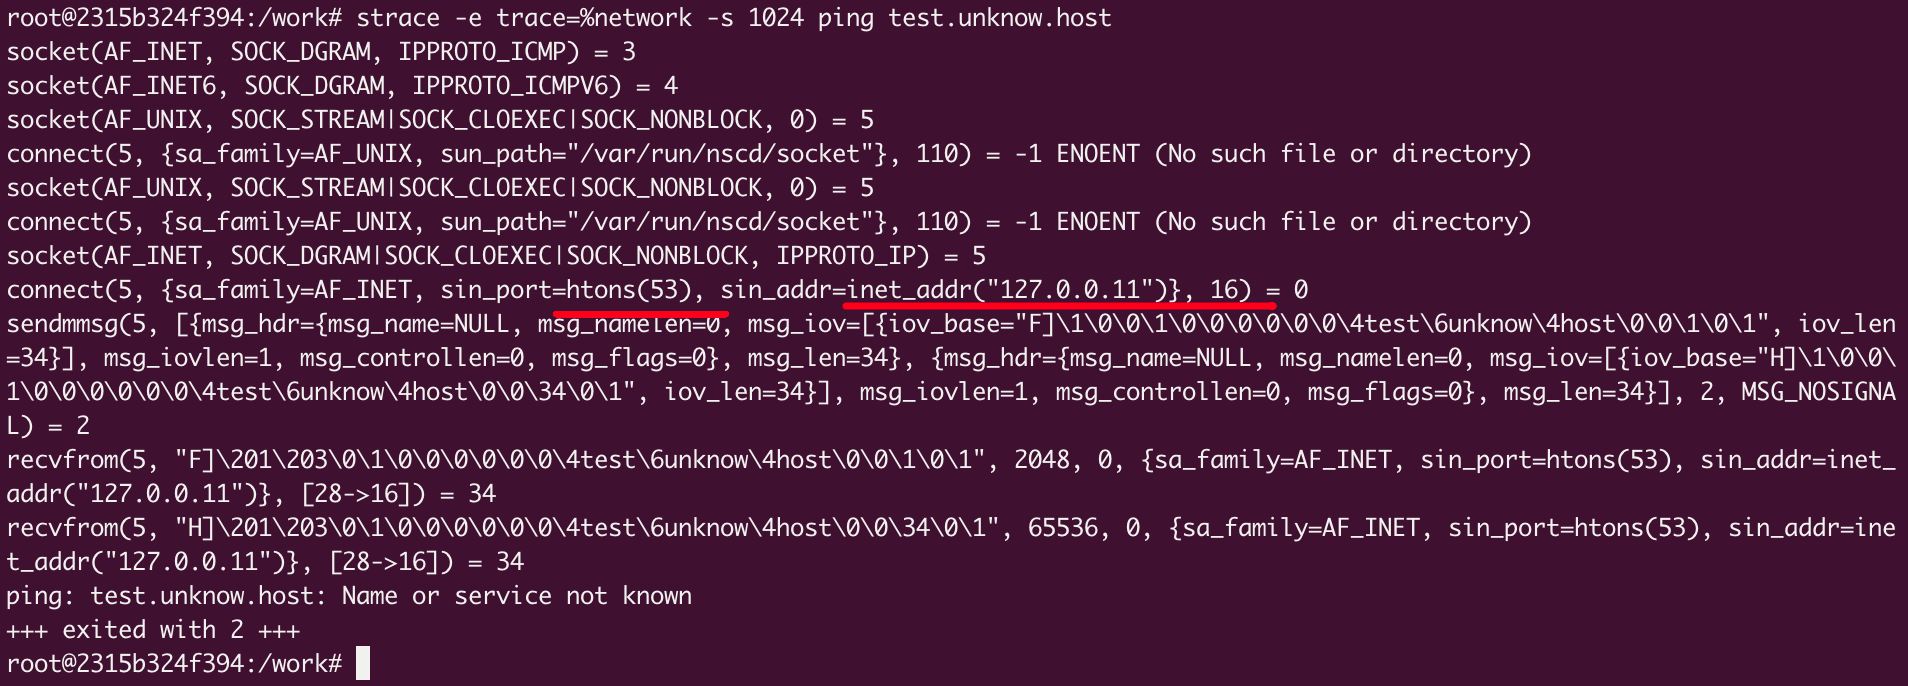 root@2315b324f394:/work# strace -e trace=%network -s 1024 ping test.unknow.host
socket(AF_INET, SOCK_DGRAM, IPPROTO_ICMP) = 3
socket(AF_INET6, SOCK_DGRAM, IPPROTO_ICMPV6) = 4
socket(AF_UNIX, SOCK_STREAM|SOCK_CLOEXEC|SOCK_NONBLOCK, 0) = 5
connect(5, {sa_family=AF_UNIX, sun_path="/var/run/nscd/socket"}, 110) = -1 ENOENT (No such file or directory)
socket(AF_UNIX, SOCK_STREAM|SOCK_CLOEXEC|SOCK_NONBLOCK, 0) = 5
connect(5, {sa_family=AF_UNIX, sun_path="/var/run/nscd/socket"}, 110) = -1 ENOENT (No such file or directory)
socket(AF_INET, SOCK_DGRAM|SOCK_CLOEXEC|SOCK_NONBLOCK, IPPROTO_IP) = 5
connect(5, {sa_family=AF_INET, sin_port=htons(53), sin_addr=inet_addr("127.0.0.11")}, 16) = 0
sendmmsg(5, [{msg_hdr={msg_name=NULL, msg_namelen=0, msg_iov=[{iov_base="F]\1\0\0\1\0\0\0\0\0\0\4test\6unknow\4host\0\0\1\0\1", iov_len
=34}], msg_iovlen=1, msg_controllen=0, msg_flags=0}, msg_len=34}, {msg_hdr={msg_name=NULL, msg_namelen=0, msg_iov=[{iov_base="H]\1\0\0\
1\0\0\0\0\0\0\4test\6unknow\4host\0\0\34\0\1", iov_len=34}], msg_iovlen=1, msg_controllen=0, msg_flags=0}, msg_len=34}], 2, MSG_NOSIGNA
L) = 2
recvfrom(5, "F]\201\203\0\1\0\0\0\0\0\0\4test\6unknow\4host\0\0\1\0\1", 2048, 0, {sa_family=AF_INET, sin_port=htons(53), sin_addr=inet_
addr("127.0.0.11")}, [28->16]) = 34
recvfrom(5, "H]\201\203\0\1\0\0\0\0\0\0\4test\6unknow\4host\0\0\34\0\1", 65536, 0, {sa_family=AF_INET, sin_port=htons(53), sin_addr=ine
t_addr("127.0.0.11")}, [28->16]) = 34
ping: test.unknow.host: Name or service not known
+++ exited with 2 +++
root@2315b324f394:/work#